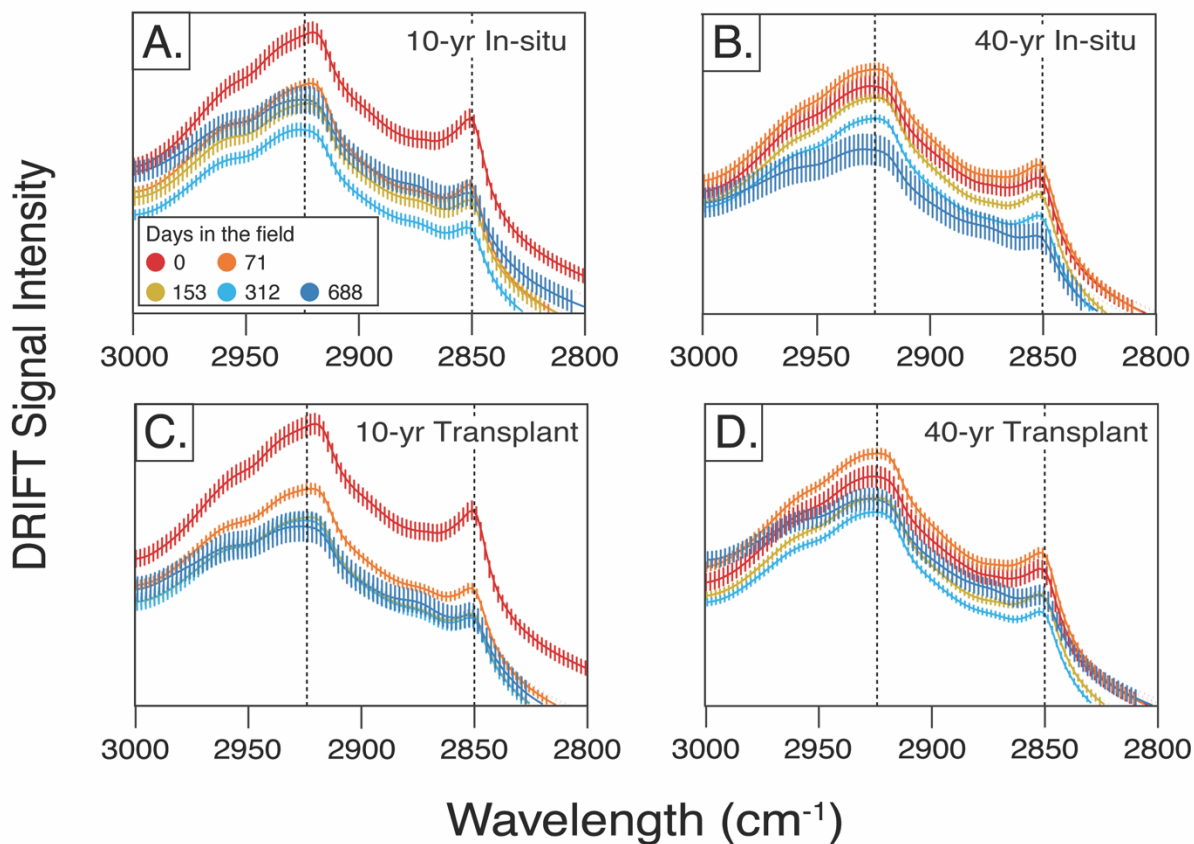 DRIFT Signal Intensity
A.
10-yr In-situ
Days in the field
0 71
153 312 688
3000 2950 2900 2850 2800
B.
40-yr In-situ
3000 2950 2900 2850 2800
C.
10-yr Transplant
3000 2950 2900 2850 2800
D.
40-yr Transplant
3000 2950 2900 2850 2800
Wavelength (cm⁻¹)